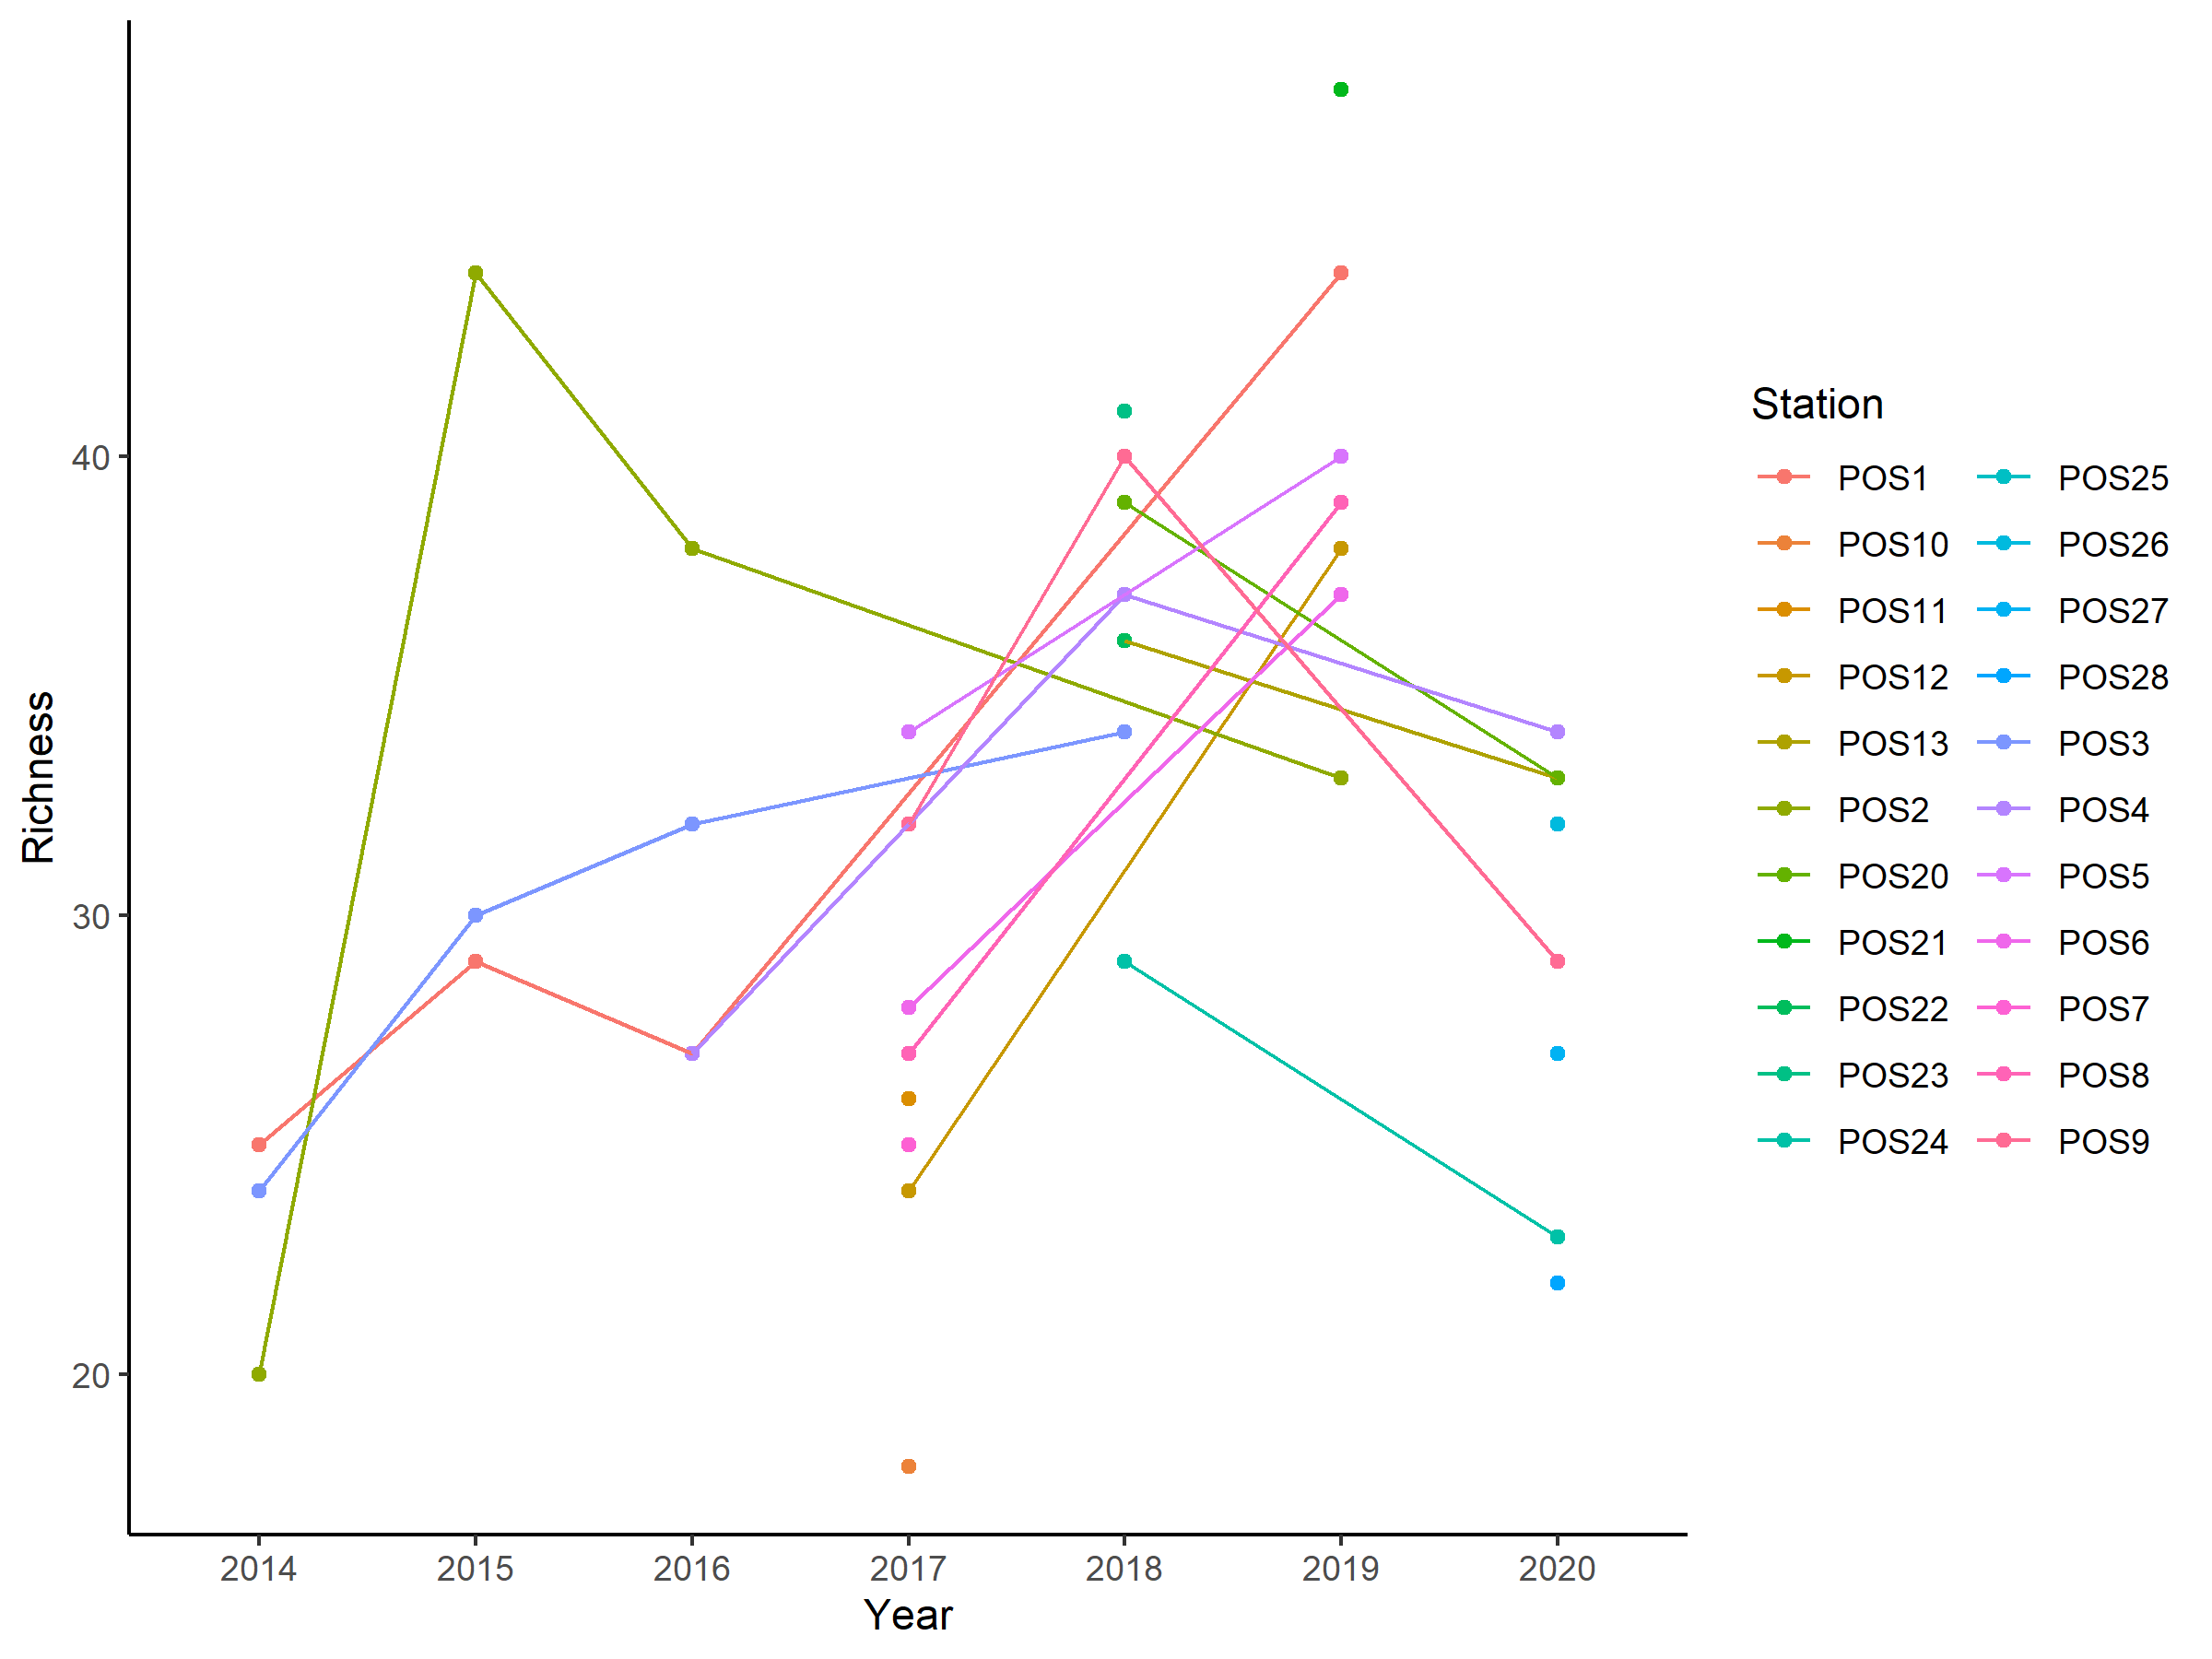 Richness
40
30
20
2014 2015 2016 2017 2018 2019 2020
Year
Station
POS1 POS25
POS10 POS26
POS11 POS27
POS12 POS28
POS13 POS3
POS2 POS4
POS20 POS5
POS21 POS6
POS22 POS7
POS23 POS8
POS24 POS9